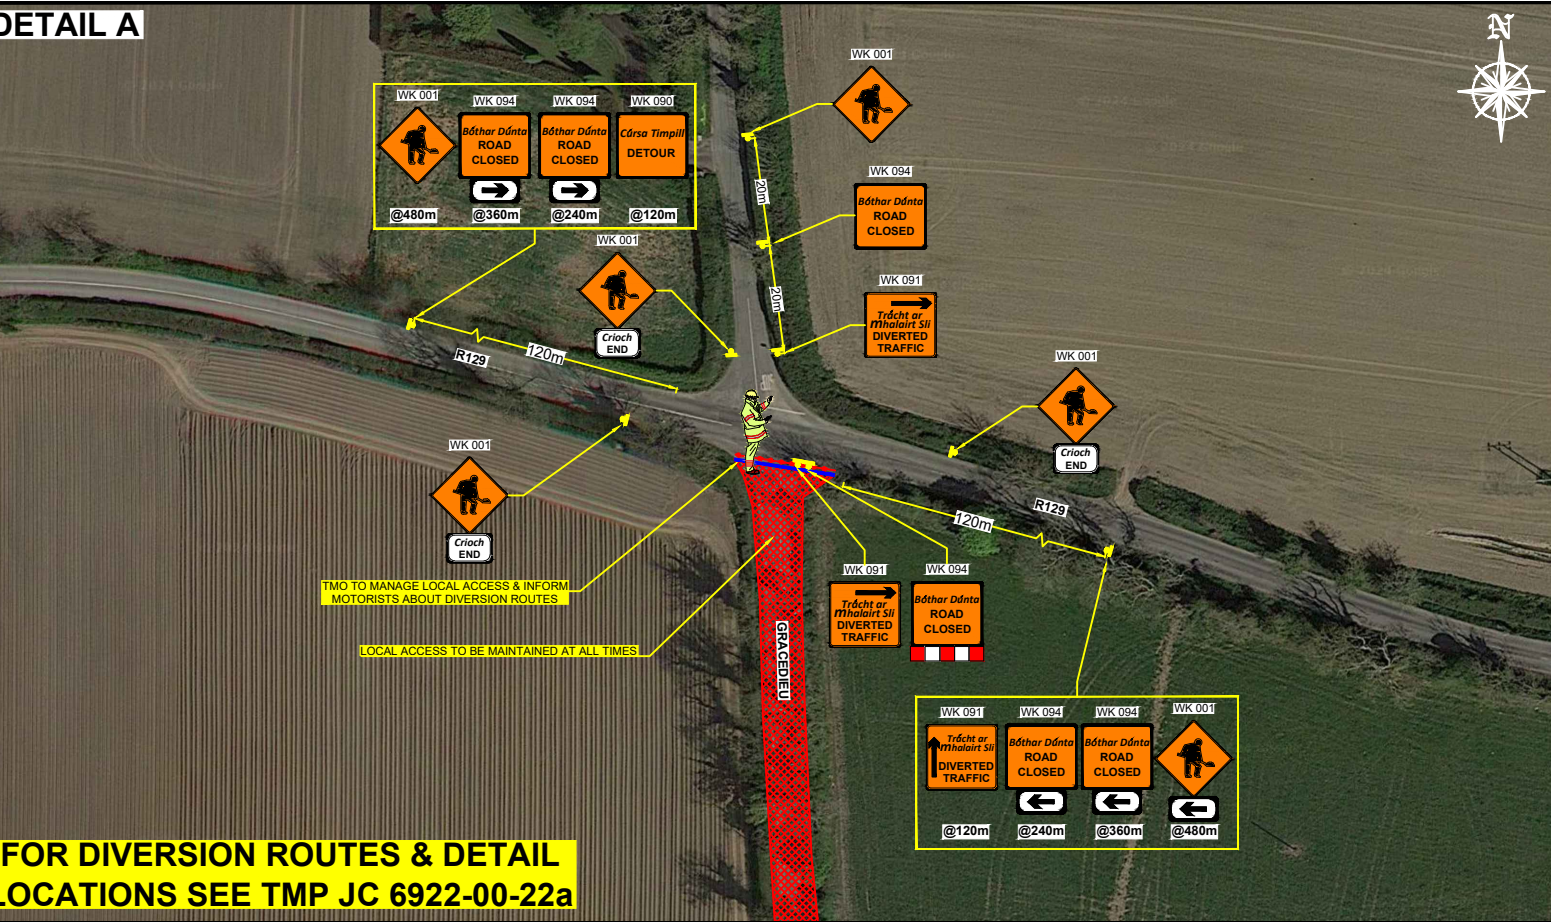 DETAIL A
N
WK 001
WK 094
WK 094
WK 090
Bóthar Dúnta
ROAD
CLOSED
Bóthar Dúnta
ROAD
CLOSED
Cúrsa Timpill
DETOUR
@480m
@360m
@240m
@120m
WK 001
Críoch
END
WK 001
20m
WK 094
Bóthar Dúnta
ROAD
CLOSED
20m
WK 091
Trácht ar
mhalairt Slí
DIVERTED
TRAFFIC
R129
120m
WK 001
Críoch
END
WK 001
Críoch
END
120m
R129
TMO TO MANAGE LOCAL ACCESS & INFORM
MOTORISTS ABOUT DIVERSION ROUTES
LOCAL ACCESS TO BE MAINTAINED AT ALL TIMES
GRACEDIEU
WK 091
Trácht ar
mhalairt Slí
DIVERTED
TRAFFIC
WK 094
Bóthar Dúnta
ROAD
CLOSED
WK 091
WK 094
WK 094
WK 001
Trácht ar
mhalairt Slí
DIVERTED
TRAFFIC
Bóthar Dúnta
ROAD
CLOSED
Bóthar Dúnta
ROAD
CLOSED
@120m
@240m
@360m
@480m
FOR DIVERSION ROUTES & DETAIL
LOCATIONS SEE TMP JC 6922-00-22a